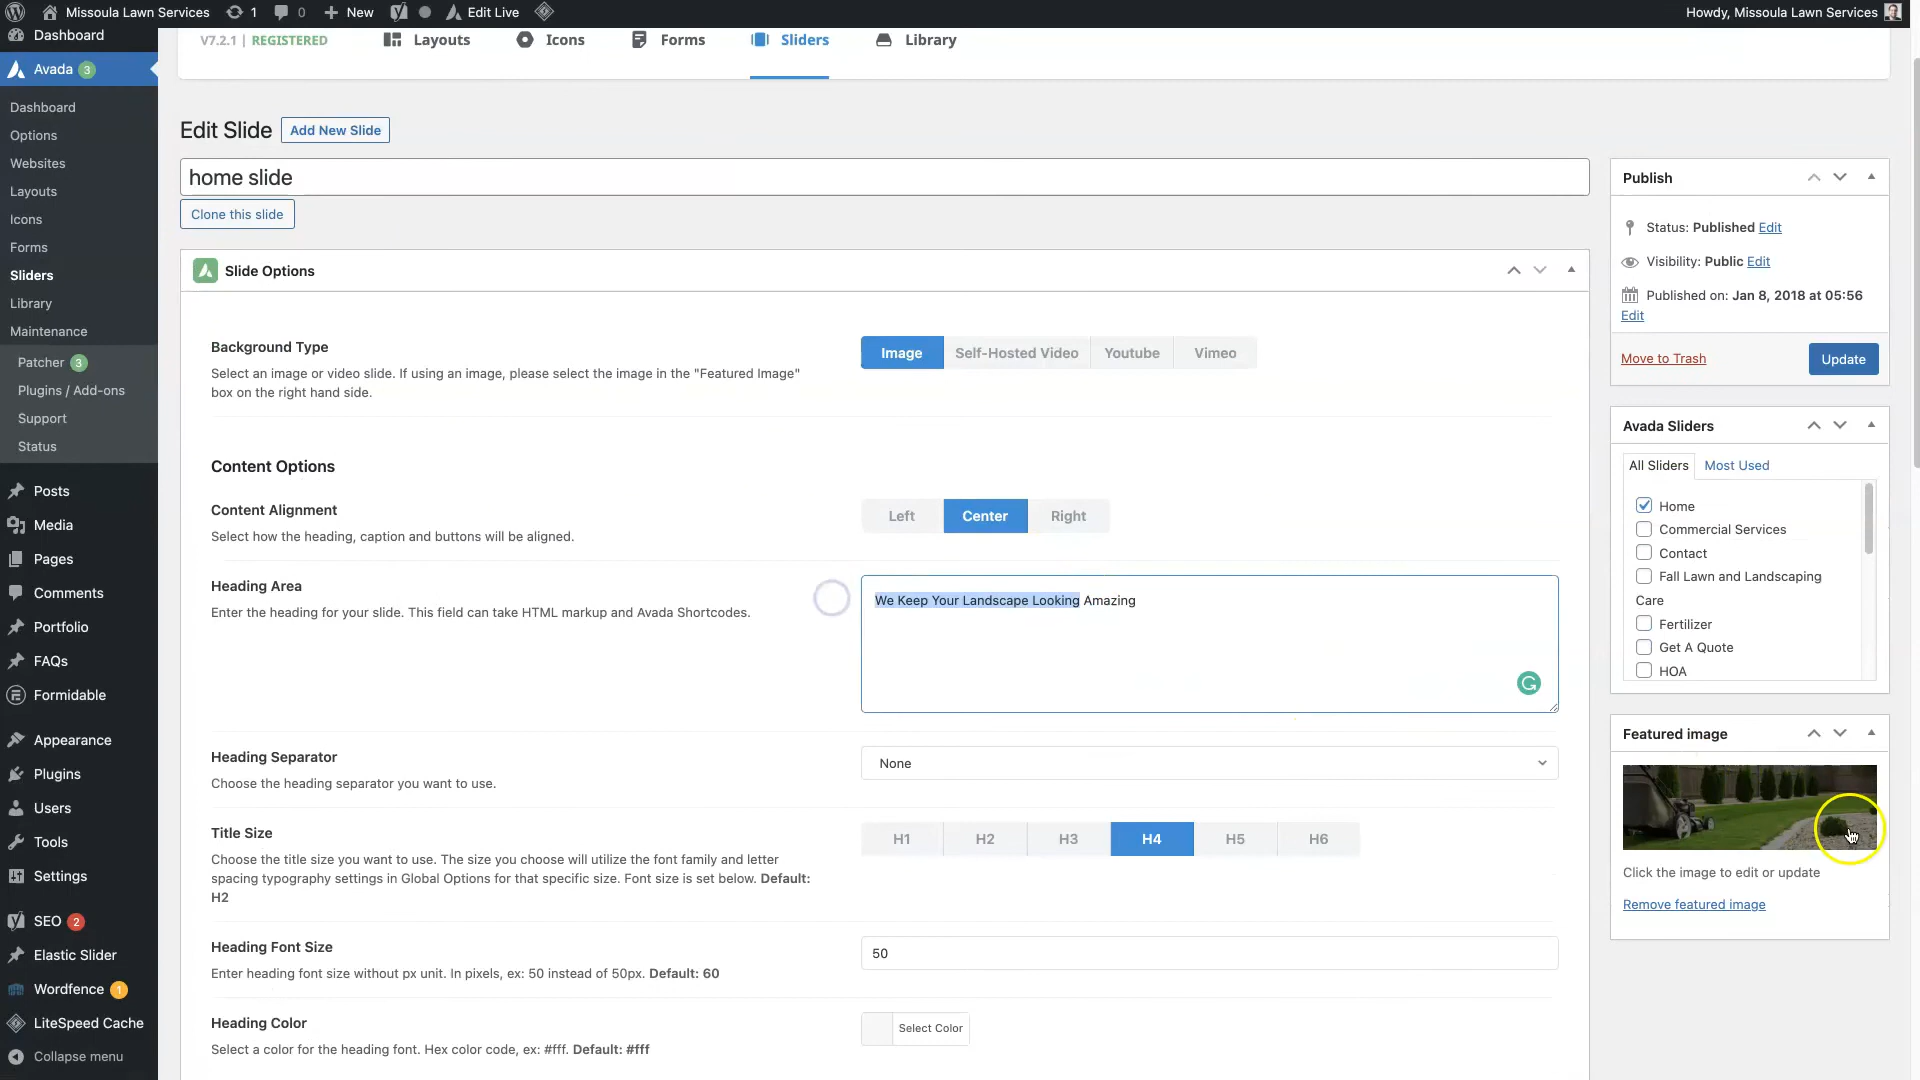 Missoula Lawn Services
1
0
New
Edit Live
Howdy, Missoula Lawn Services
Dashboard
Avada 3
Dashboard
Options
Websites
Layouts
Icons
Forms
Sliders
Library
Maintenance
Patcher 3
Plugins / Add-ons
Support
Status
Posts
Media
Pages
Comments
Portfolio
FAQs
Formidable
Appearance
Plugins
Users
Tools
Settings
SEO 2
Elastic Slider
Wordfence 1
LiteSpeed Cache
Collapse menu
V7.2.1 | REGISTERED
Layouts
Icons
Forms
Sliders
Library
Edit Slide
Add New Slide
home slide
Clone this slide
Slide Options
Background Type
Select an image or video slide. If using an image, please select the image in the "Featured Image"
box on the right hand side.
Image
Self-Hosted Video
Youtube
Vimeo
Content Options
Content Alignment
Select how the heading, caption and buttons will be aligned.
Left
Center
Right
Heading Area
Enter the heading for your slide. This field can take HTML markup and Avada Shortcodes.
We Keep Your Landscape Looking Amazing
Heading Separator
Choose the heading separator you want to use.
None
Title Size
Choose the title size you want to use. The size you choose will utilize the font family and letter
spacing typography settings in Global Options for that specific size. Font size is set below. Default:
H2
H1
H2
H3
H4
H5
H6
Heading Font Size
Enter heading font size without px unit. In pixels, ex: 50 instead of 50px. Default: 60
50
Heading Color
Select a color for the heading font. Hex color code, ex: #fff. Default: #fff
Select Color
Publish
Status: Published Edit
Visibility: Public Edit
Published on: Jan 8, 2018 at 05:56
Edit
Move to Trash
Update
Avada Sliders
All Sliders
Most Used
Home
Commercial Services
Contact
Fall Lawn and Landscaping
Care
Fertilizer
Get A Quote
HOA
Featured image
Click the image to edit or update
Remove featured image